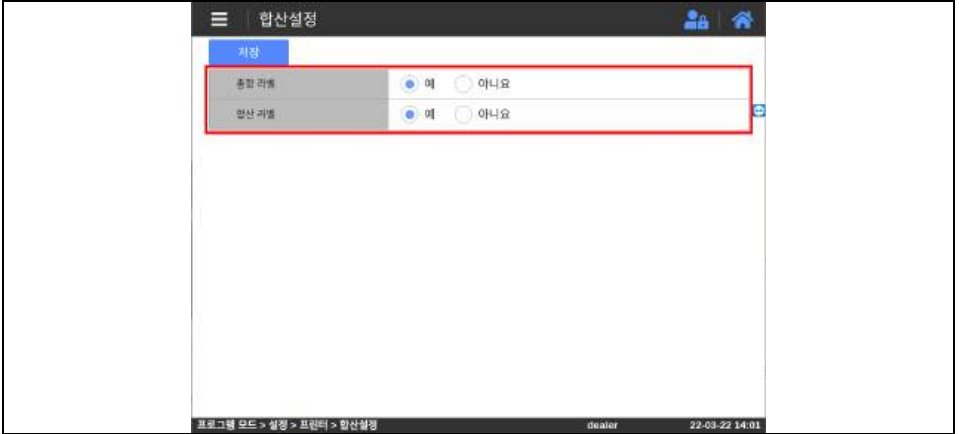 합산설정
저장
총합 라벨
예 아니요
합산 라벨
예 아니요
프로그램 모드 > 설정 > 프린터 > 합산설정 dealer 22-03-22 14:01